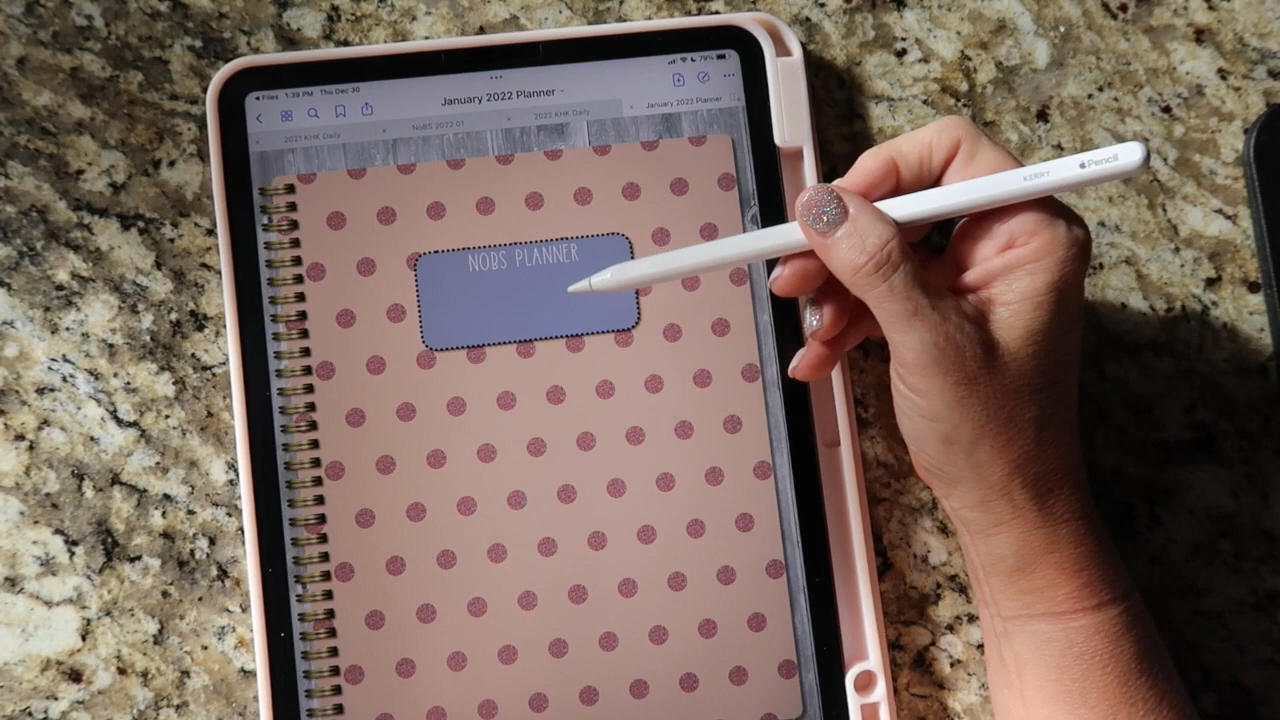 ◀ Files 1:39 PM Thu Dec 30
79%
January 2022 Planner
2021 KHK Daily
NoBS 2022 01
2022 KHK Daily
January 2022 Planner
NOBS PLANNER
KERRY
Pencil